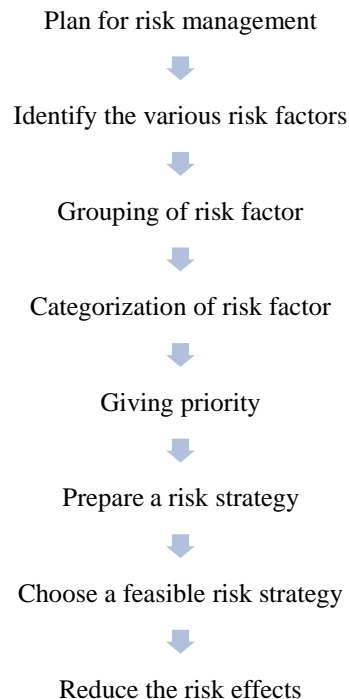 Plan for risk management
Identify the various risk factors
Grouping of risk factor
Categorization of risk factor
Giving priority
Prepare a risk strategy
Choose a feasible risk strategy
Reduce the risk effects